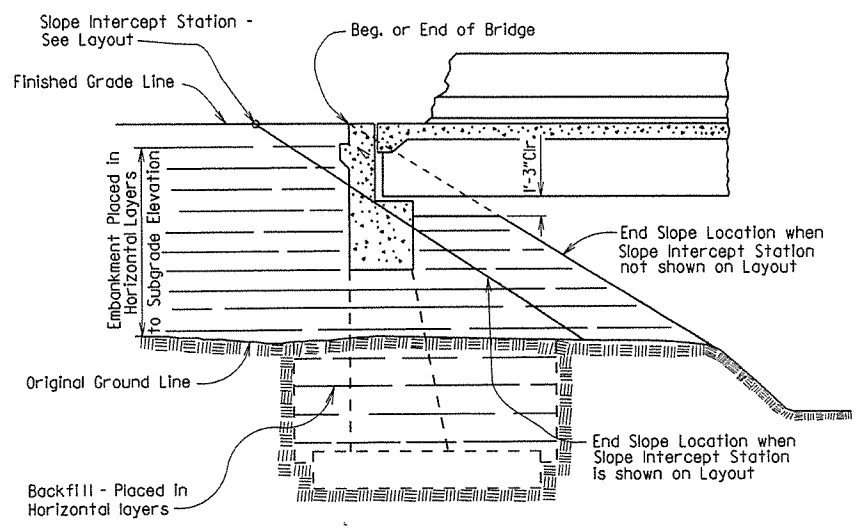 Slope Intercept Station -
See Layout
Beg. or End of Bridge
Finished Grade Line
1'-3"Clr.
Embankment Placed in
Horizontal Layers
to Subgrade Elevation
End Slope Location when
Slope Intercept Station
not shown on Layout
Original Ground Line
End Slope Location when
Slope Intercept Station
is shown on Layout
Backfill - Placed in
Horizontal layers